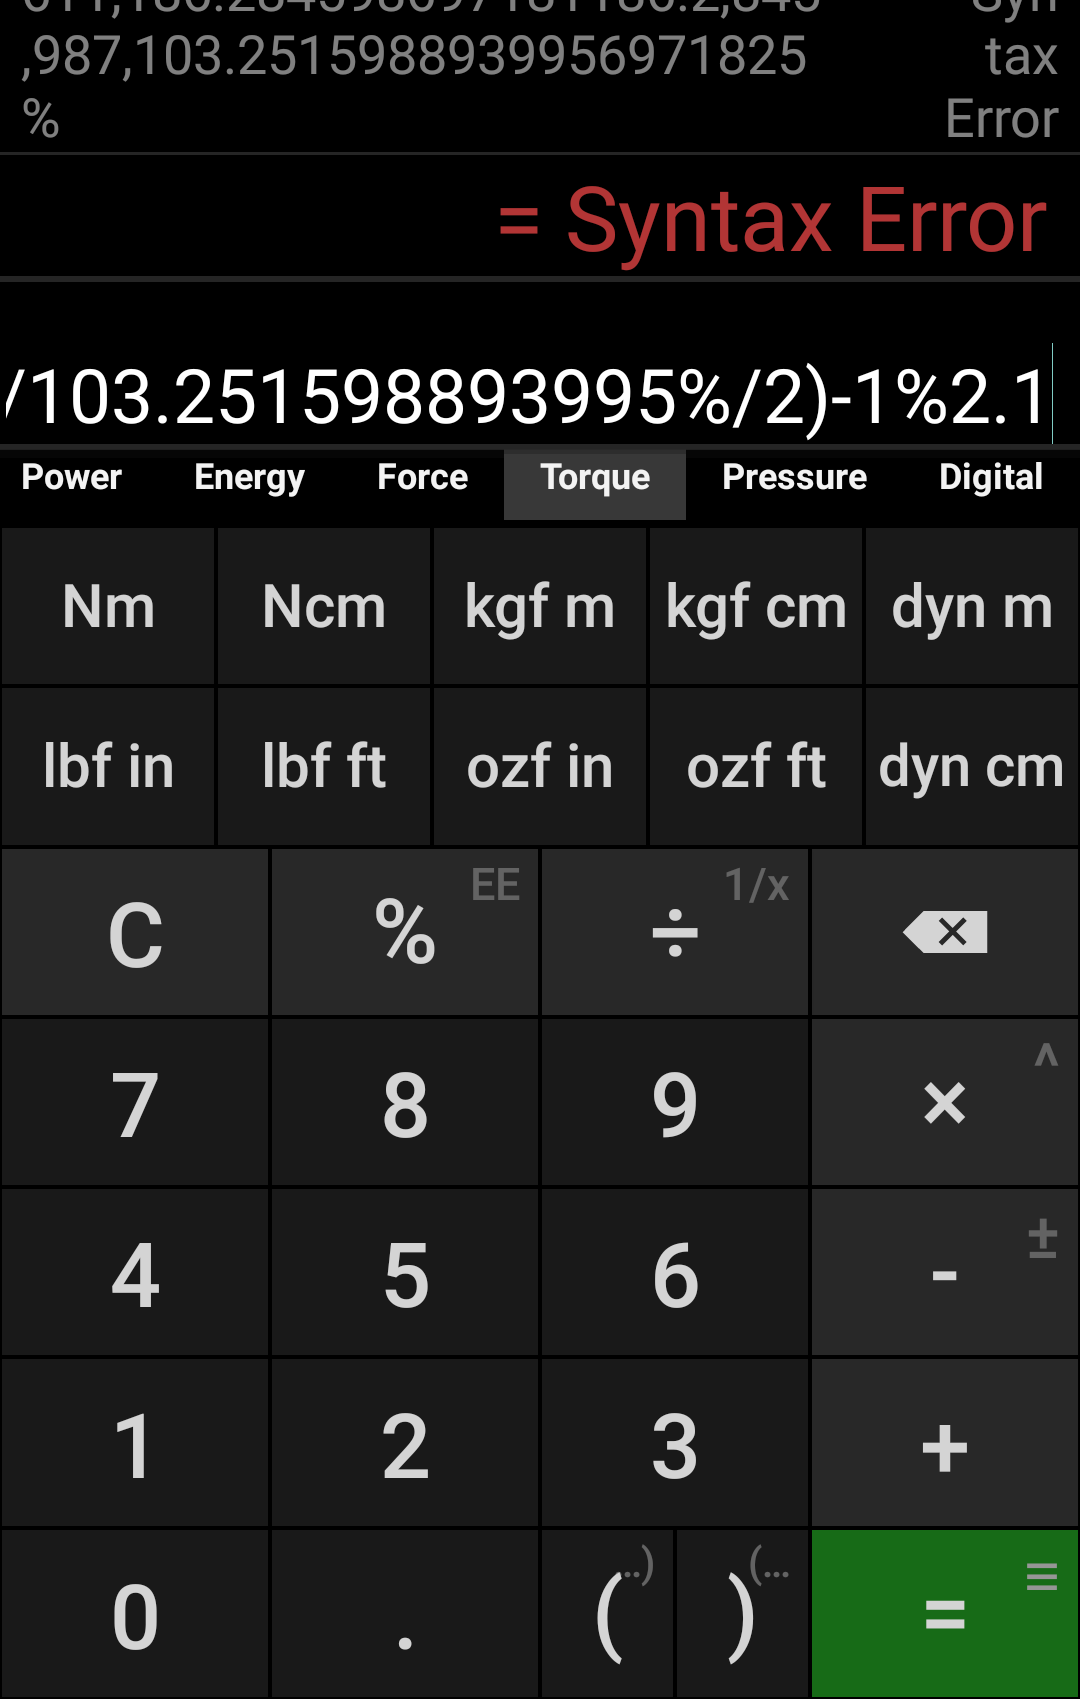 ,987,103.25159889399569718​25
%
Syn
tax
Error
= Syntax Error
/103.251598893995%/2)-1%2.1
Power Energy Force Torque Pressure Digital
Nm Ncm kgf m kgf cm dyn m
lbf in lbf ft ozf in ozf ft dyn cm
C % EE ÷ 1/x
7 8 9 × ^
4 5 6 - ±
1 2 3 +
0 . ( ..) ) (... = ≡